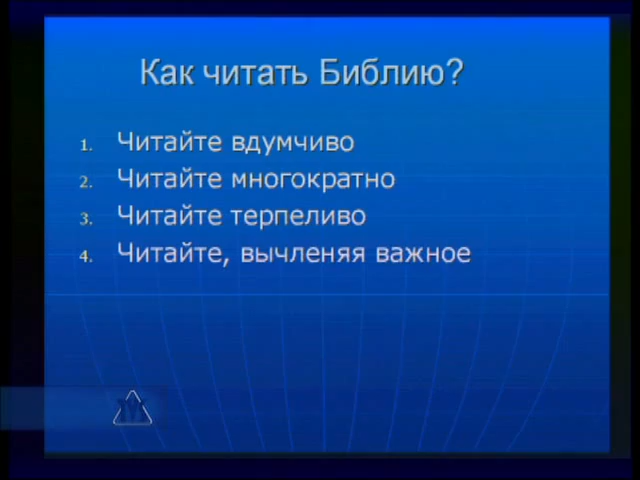 Как читать Библию?
1. Читайте вдумчиво
2. Читайте многократно
3. Читайте терпеливо
4. Читайте, вычленяя важное